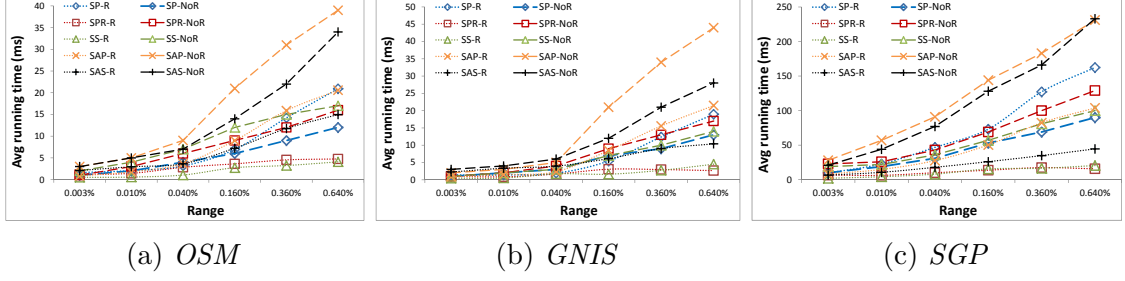 Avg running time (ms)
40
35
30
25
20
15
10
5
0
SP-R
SP-NoR
SPR-R
SPR-NoR
SS-R
SS-NoR
SAP-R
SAP-NoR
SAS-R
SAS-NoR
0.003% 0.010% 0.040% 0.160% 0.360% 0.640%
Range
(a) OSM
Avg running time (ms)
50
45
40
35
30
25
20
15
10
5
0
SP-R
SP-NoR
SPR-R
SPR-NoR
SS-R
SS-NoR
SAP-R
SAP-NoR
SAS-R
SAS-NoR
0.003% 0.010% 0.040% 0.160% 0.360% 0.640%
Range
(b) GNIS
Avg running time (ms)
250
200
150
100
50
0
SP-R
SP-NoR
SPR-R
SPR-NoR
SS-R
SS-NoR
SAP-R
SAP-NoR
SAS-R
SAS-NoR
0.003% 0.010% 0.040% 0.160% 0.360% 0.640%
Range
(c) SGP